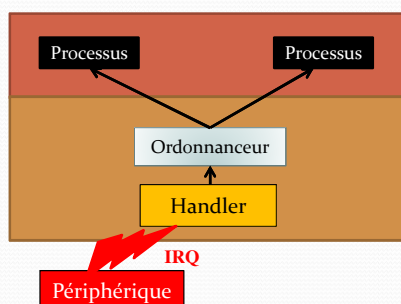 Processus
Processus
Ordonnanceur
Handler
IRQ
Périphérique